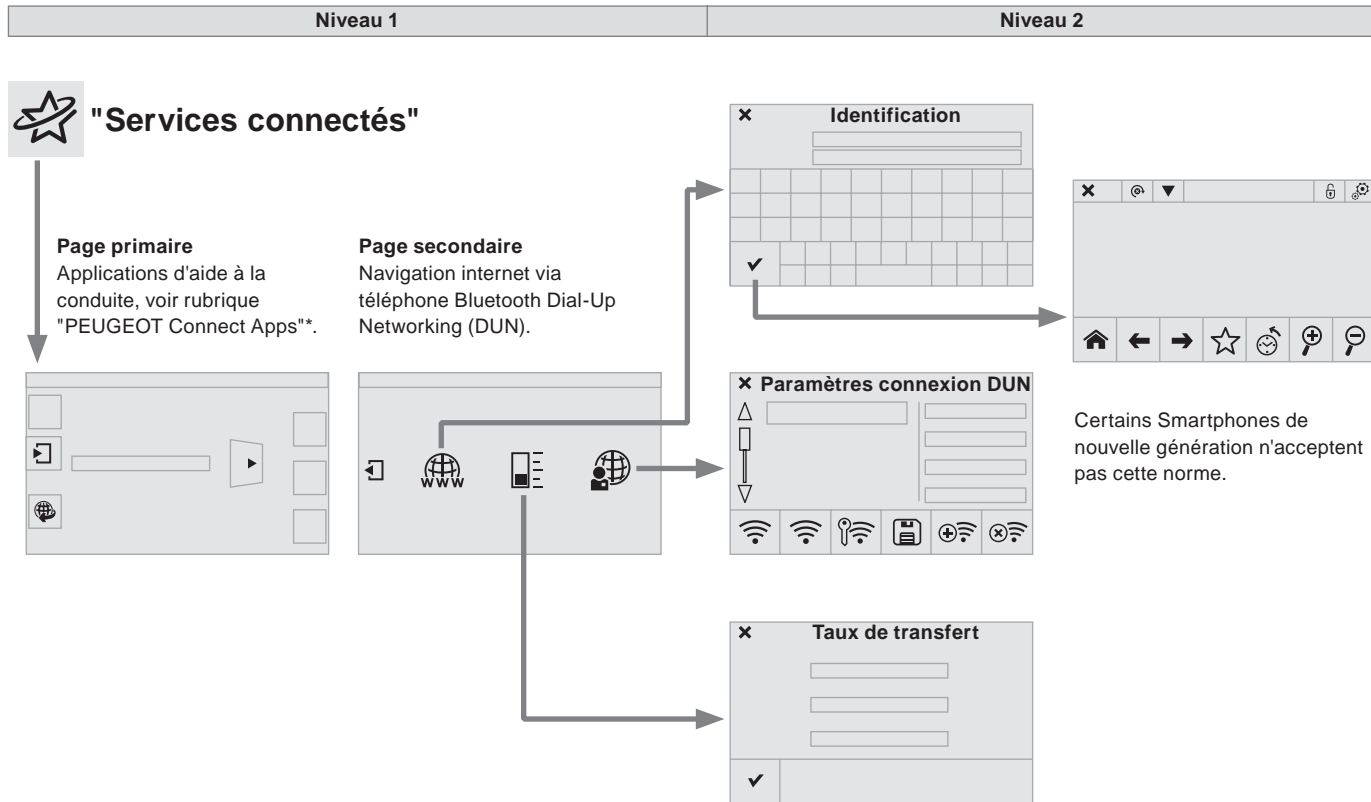 Niveau 1
Niveau 2
"Services connectés"
Page primaire
Applications d'aide à la
conduite, voir rubrique
"PEUGEOT Connect Apps"*.
Page secondaire
Navigation internet via
téléphone Bluetooth Dial-Up
Networking (DUN).
WWW
Identification
Paramètres connexion DUN
Certains Smartphones de
nouvelle génération n'acceptent
pas cette norme.
Taux de transfert